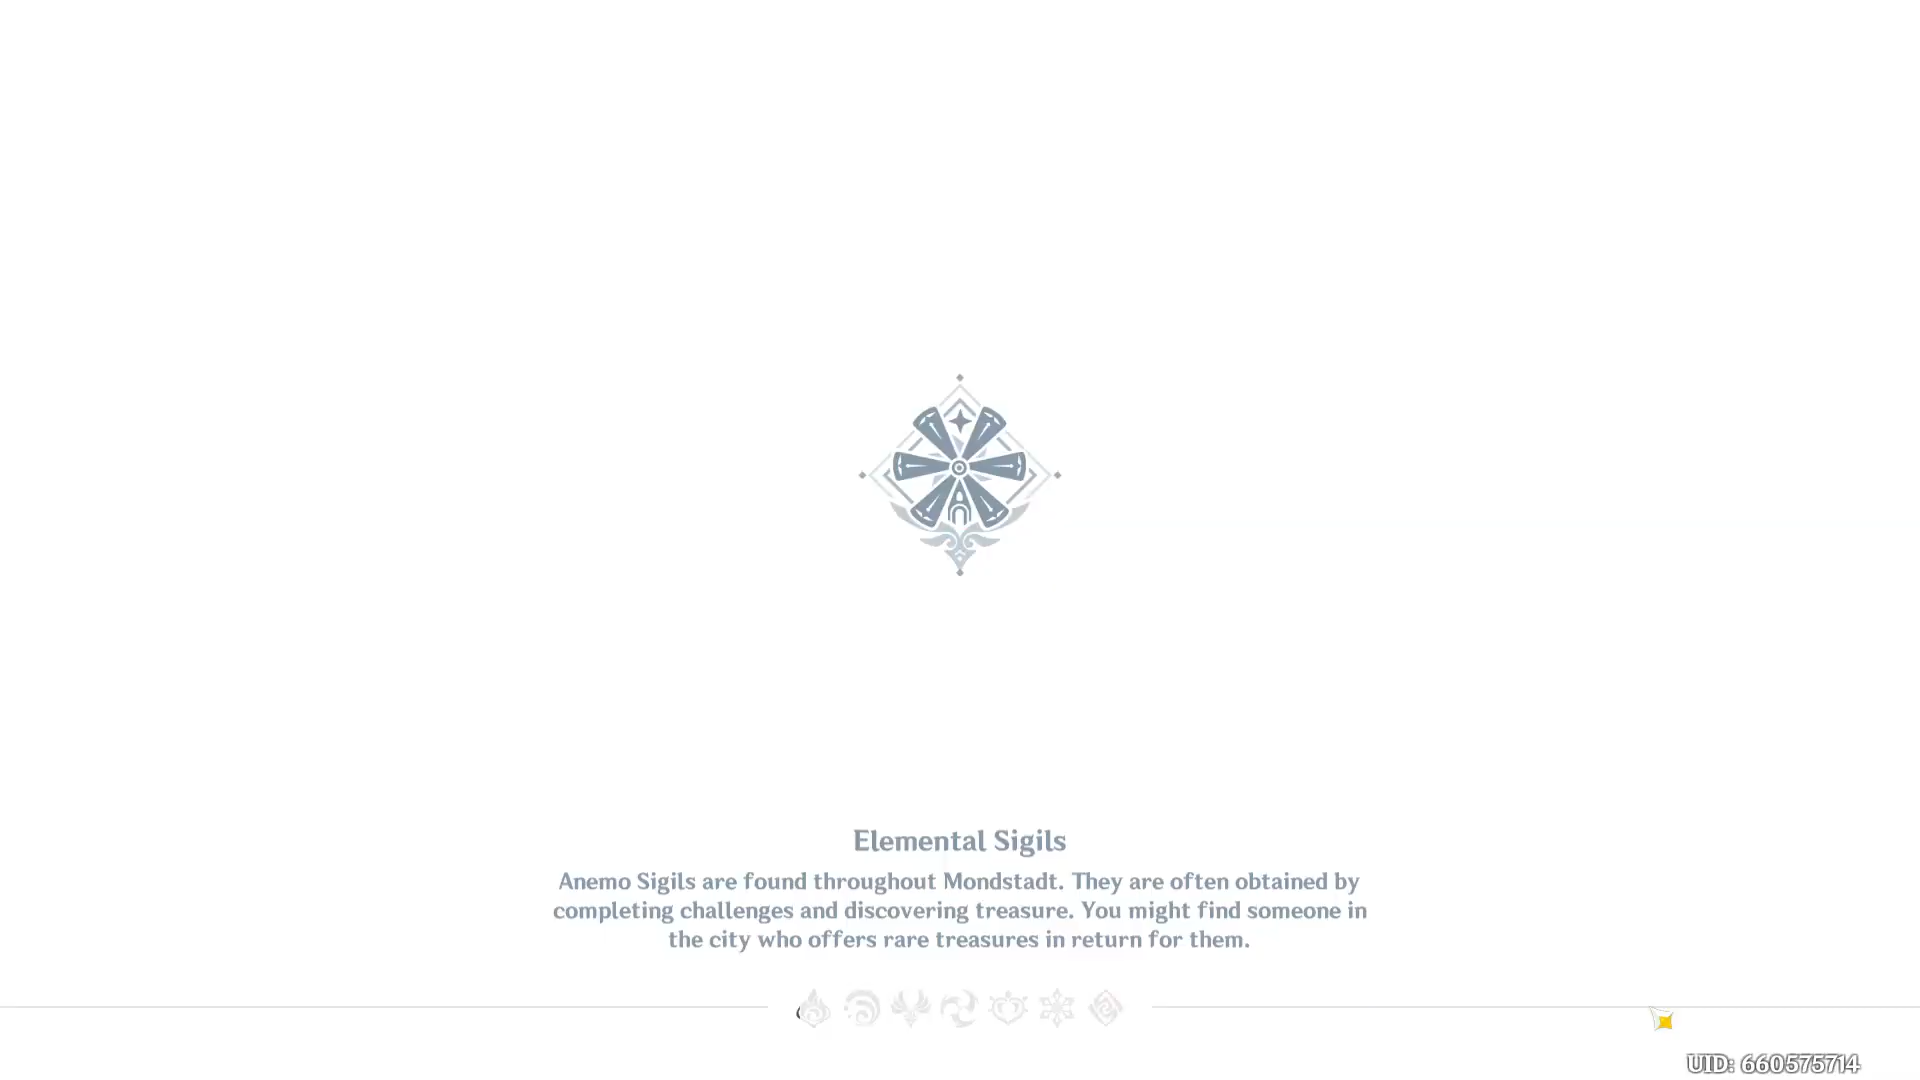 Elemental Sigils
Anemo Sigils are found throughout Mondstadt. They are often obtained by
completing challenges and discovering treasure. You might find someone in
the city who offers rare treasures in return for them.
UID: 660575714